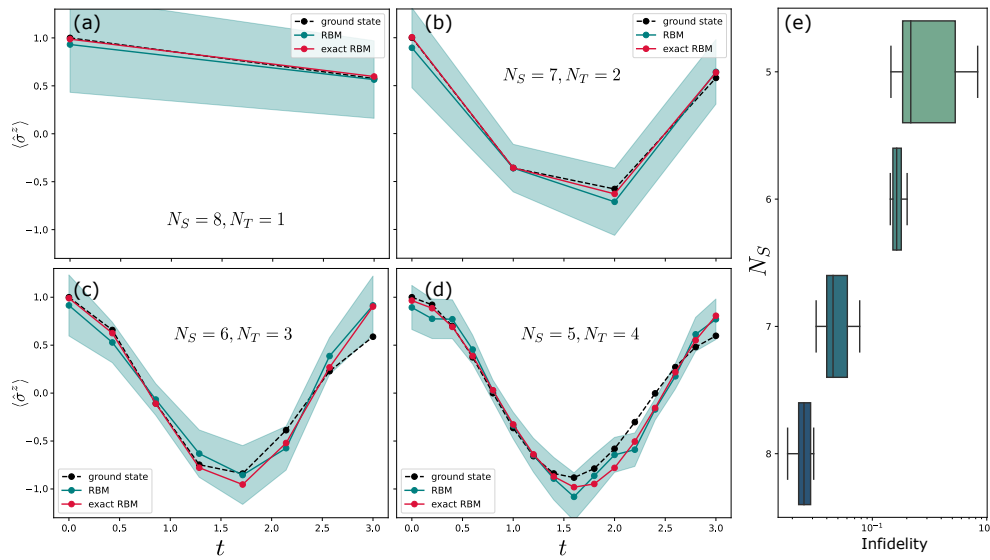 (a)
ground state
RBM
exact RBM
1.0
0.5
0.0
−0.5
−1.0
⟨σ̂ᶻ⟩
N_S = 8, N_T = 1
(b)
ground state
RBM
exact RBM
N_S = 7, N_T = 2
(c)
1.0
0.5
0.0
−0.5
−1.0
⟨σ̂ᶻ⟩
N_S = 6, N_T = 3
ground state
RBM
exact RBM
0.0 0.5 1.0 1.5 2.0 2.5 3.0
t
(d)
N_S = 5, N_T = 4
ground state
RBM
exact RBM
0.0 0.5 1.0 1.5 2.0 2.5 3.0
t
(e)
5
6
7
8
N_S
10⁻¹
Infidelity